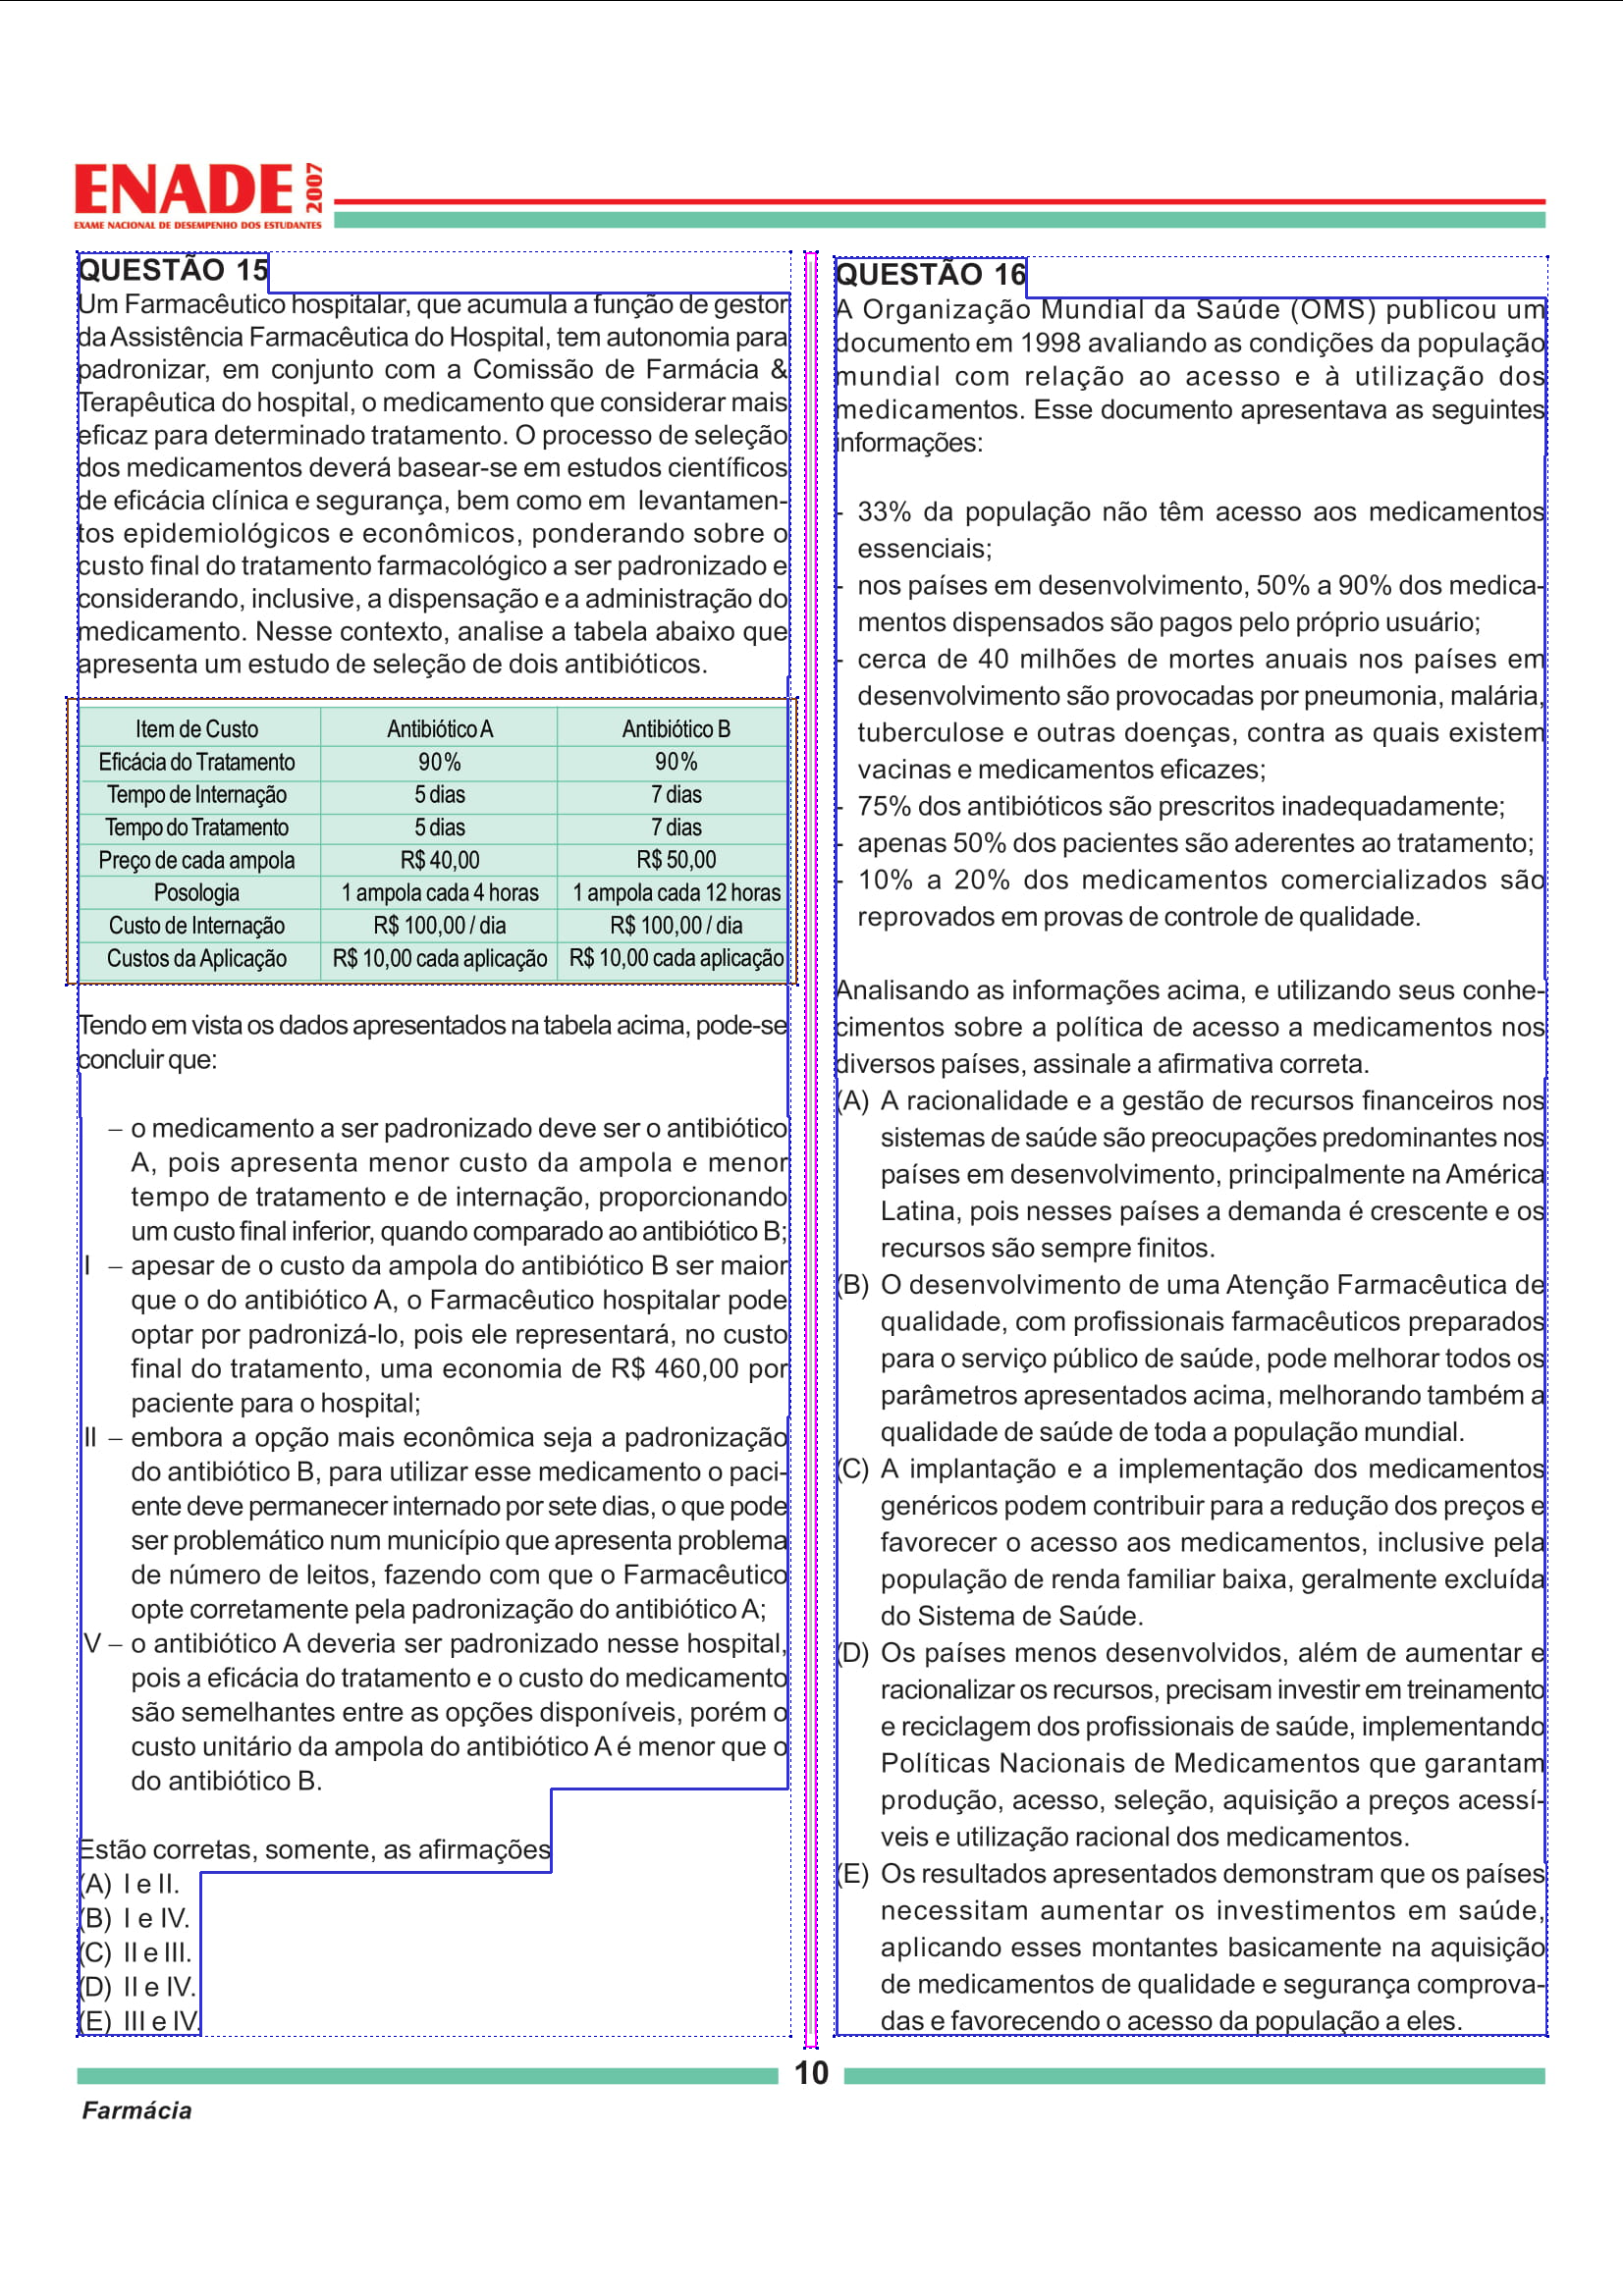 ENADE 2007
EXAME NACIONAL DE DESEMPENHO DOS ESTUDANTES
QUESTÃO 15
Um Farmacêutico hospitalar, que acumula a função de gestor
da Assistência Farmacêutica do Hospital, tem autonomia para
padronizar, em conjunto com a Comissão de Farmácia &
Terapêutica do hospital, o medicamento que considerar mais
eficaz para determinado tratamento. O processo de seleção
dos medicamentos deverá basear-se em estudos científicos
de eficácia clínica e segurança, bem como em levantamen-
tos epidemiológicos e econômicos, ponderando sobre o
custo final do tratamento farmacológico a ser padronizado e
considerando, inclusive, a dispensação e a administração do
medicamento. Nesse contexto, analise a tabela abaixo que
apresenta um estudo de seleção de dois antibióticos.
Item de Custo Antibiótico A Antibiótico B
Eficácia do Tratamento 90% 90%
Tempo de Internação 5 dias 7 dias
Tempo do Tratamento 5 dias 7 dias
Preço de cada ampola R$ 40,00 R$ 50,00
Posologia 1 ampola cada 4 horas 1 ampola cada 12 horas
Custo de Internação R$ 100,00 / dia R$ 100,00 / dia
Custos da Aplicação R$ 10,00 cada aplicação R$ 10,00 cada aplicação
Tendo em vista os dados apresentados na tabela acima, pode-se
concluir que:
– o medicamento a ser padronizado deve ser o antibiótico
A, pois apresenta menor custo da ampola e menor
tempo de tratamento e de internação, proporcionando
um custo final inferior, quando comparado ao antibiótico B;
I – apesar de o custo da ampola do antibiótico B ser maior
que o do antibiótico A, o Farmacêutico hospitalar pode
optar por padronizá-lo, pois ele representará, no custo
final do tratamento, uma economia de R$ 460,00 por
paciente para o hospital;
II – embora a opção mais econômica seja a padronização
do antibiótico B, para utilizar esse medicamento o paci-
ente deve permanecer internado por sete dias, o que pode
ser problemático num município que apresenta problema
de número de leitos, fazendo com que o Farmacêutico
opte corretamente pela padronização do antibiótico A;
V – o antibiótico A deveria ser padronizado nesse hospital,
pois a eficácia do tratamento e o custo do medicamento
são semelhantes entre as opções disponíveis, porém o
custo unitário da ampola do antibiótico A é menor que o
do antibiótico B.
Estão corretas, somente, as afirmações
(A) I e II.
(B) I e IV.
(C) II e III.
(D) II e IV.
(E) III e IV.
QUESTÃO 16
A Organização Mundial da Saúde (OMS) publicou um
documento em 1998 avaliando as condições da população
mundial com relação ao acesso e à utilização dos
medicamentos. Esse documento apresentava as seguintes
informações:
- 33% da população não têm acesso aos medicamentos
essenciais;
- nos países em desenvolvimento, 50% a 90% dos medica-
mentos dispensados são pagos pelo próprio usuário;
- cerca de 40 milhões de mortes anuais nos países em
desenvolvimento são provocadas por pneumonia, malária,
tuberculose e outras doenças, contra as quais existem
vacinas e medicamentos eficazes;
- 75% dos antibióticos são prescritos inadequadamente;
- apenas 50% dos pacientes são aderentes ao tratamento;
- 10% a 20% dos medicamentos comercializados são
reprovados em provas de controle de qualidade.
Analisando as informações acima, e utilizando seus conhe-
cimentos sobre a política de acesso a medicamentos nos
diversos países, assinale a afirmativa correta.
(A) A racionalidade e a gestão de recursos financeiros nos
sistemas de saúde são preocupações predominantes nos
países em desenvolvimento, principalmente na América
Latina, pois nesses países a demanda é crescente e os
recursos são sempre finitos.
(B) O desenvolvimento de uma Atenção Farmacêutica de
qualidade, com profissionais farmacêuticos preparados
para o serviço público de saúde, pode melhorar todos os
parâmetros apresentados acima, melhorando também a
qualidade de saúde de toda a população mundial.
(C) A implantação e a implementação dos medicamentos
genéricos podem contribuir para a redução dos preços e
favorecer o acesso aos medicamentos, inclusive pela
população de renda familiar baixa, geralmente excluída
do Sistema de Saúde.
(D) Os países menos desenvolvidos, além de aumentar e
racionalizar os recursos, precisam investir em treinamento
e reciclagem dos profissionais de saúde, implementando
Políticas Nacionais de Medicamentos que garantam
produção, acesso, seleção, aquisição a preços acessí-
veis e utilização racional dos medicamentos.
(E) Os resultados apresentados demonstram que os países
necessitam aumentar os investimentos em saúde,
aplicando esses montantes basicamente na aquisição
de medicamentos de qualidade e segurança comprova-
das e favorecendo o acesso da população a eles.
10
Farmácia